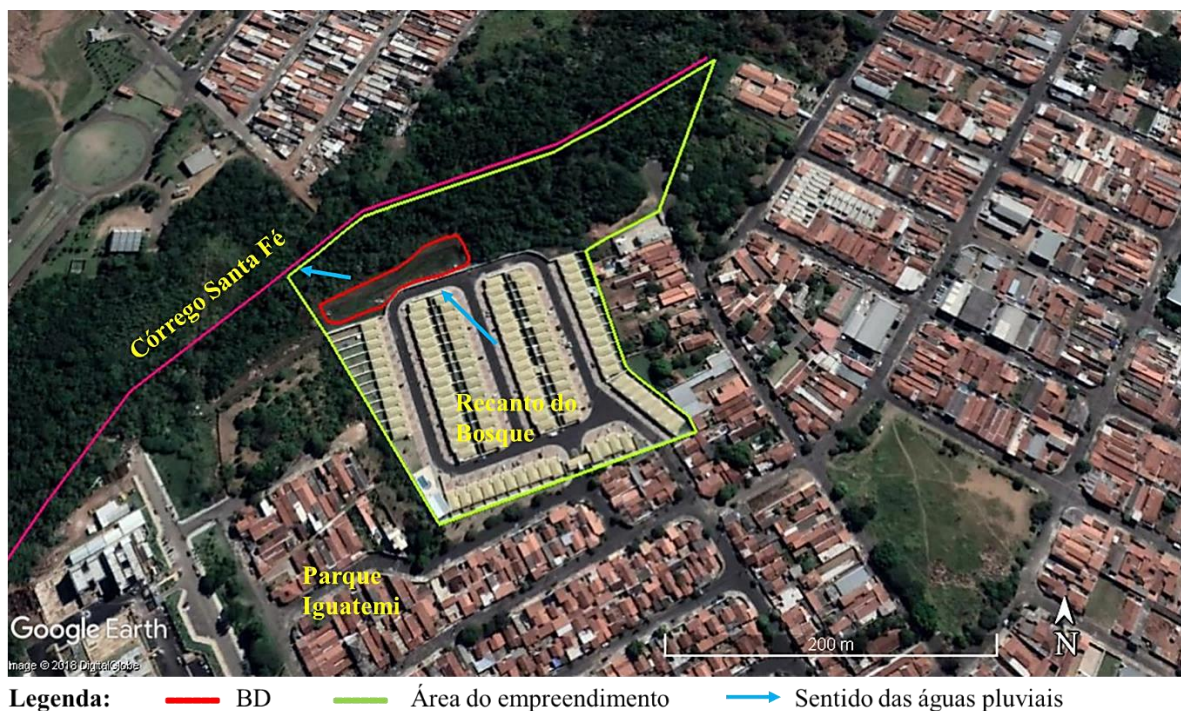 Córrego Santa Fé
Recanto do
Bosque
Parque
Iguatemi
Google Earth
200 m
N
Image © 2018 DigitalGlobe
Legenda: BD Área do empreendimento Sentido das águas pluviais